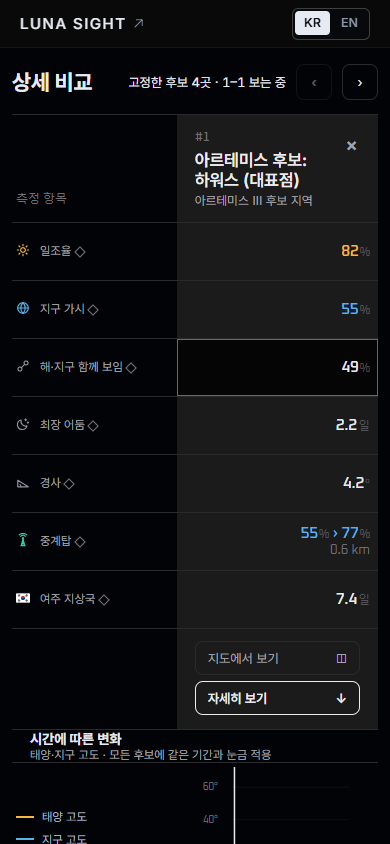 LUNA SIGHT ↗ KR EN
상세 비교 고정한 후보 4곳 · 1–1 보는 중 ‹ ›
#1 ×
아르테미스 후보:
하워스 (대표점)
측정 항목 아르테미스 III 후보 지역
일조율 ◇ 82%
지구 가시 ◇ 55%
해·지구 함께 보임 ◇ 49%
최장 어둠 ◇ 2.2일
경사 ◇ 4.2°
중계탑 ◇ 55% › 77%
0.6 km
여주 지상국 ◇ 7.4일
지도에서 보기
자세히 보기 ↓
시간에 따른 변화
태양·지구 고도 · 모든 후보에 같은 기간과 눈금 적용
60°
태양 고도 40°
지구 고도